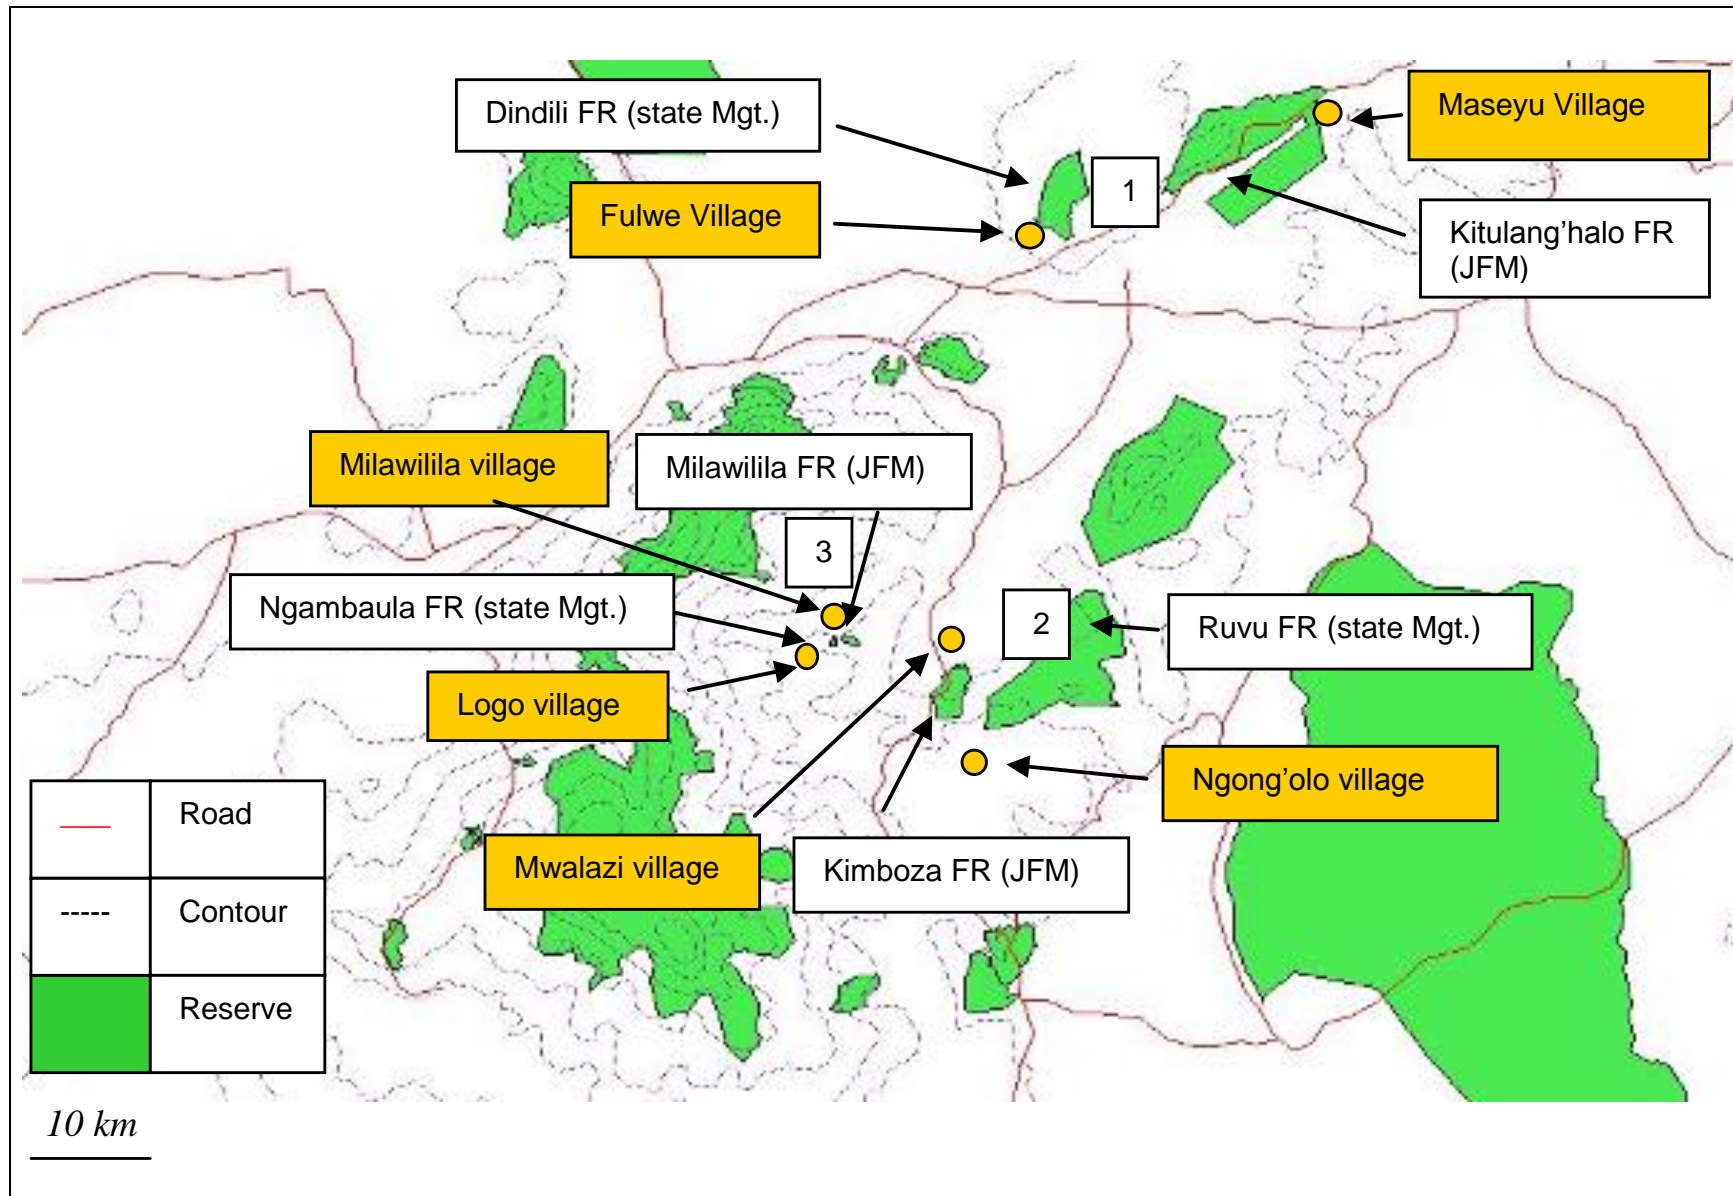 Dindili FR (state Mgt.)
Maseyu Village
1
Fulwe Village
Kitulang'halo FR
(JFM)
Milawilila village
Milawilila FR (JFM)
3
Ngambaula FR (state Mgt.)
2
Ruvu FR (state Mgt.)
Logo village
Ngong'olo village
Mwalazi village
Kimboza FR (JFM)
Road
Contour
Reserve
10 km